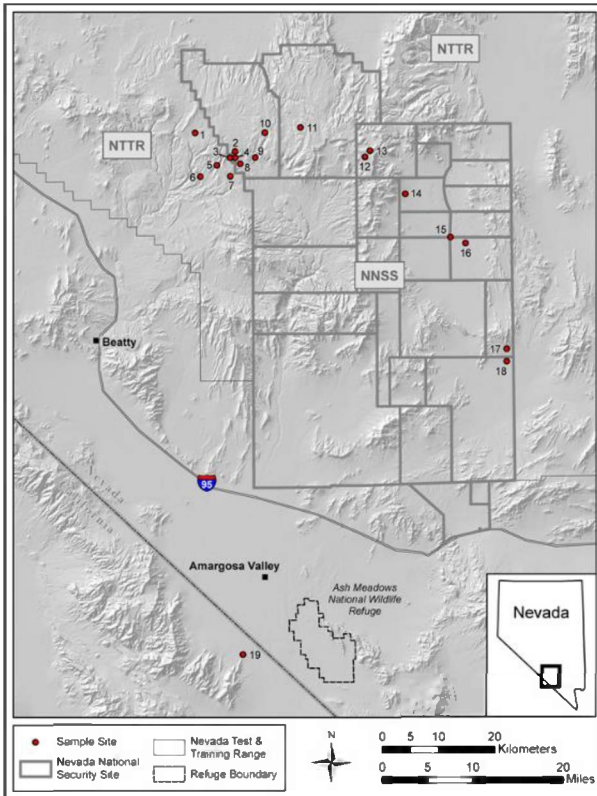 NTTR
NTTR
1
2
3
4
5
6
7
8
9
10
11
12
13
14
15
16
NNSS
17
18
Beatty
95
Nevada
California
Amargosa Valley
Ash Meadows
National Wildlife
Refuge
19
Nevada
Sample Site
Nevada National
Security Site
Nevada Test &
Training Range
Refuge Boundary
N
0 5 10 20
Kilometers
0 5 10 20
Miles